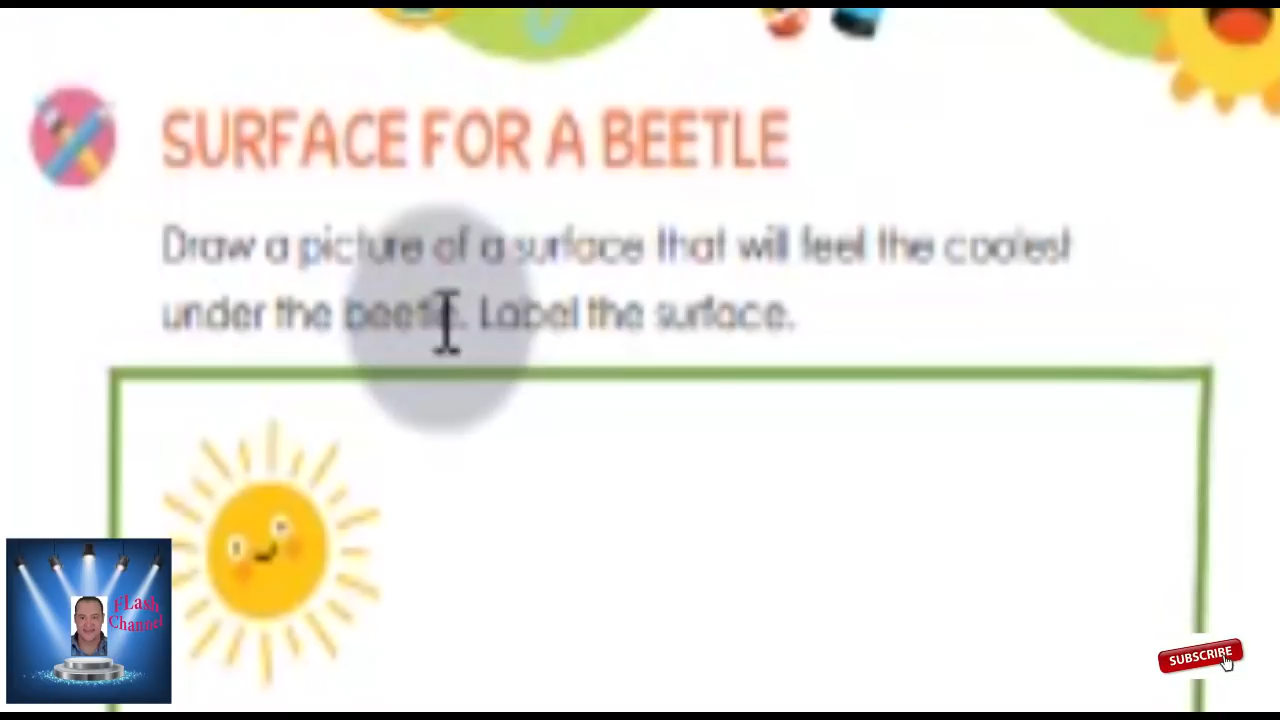 SURFACE FOR A BEETLE
Draw a picture of a surface that will feel the coolest
under the beetle. Label the surface.
FLash
Channel
SUBSCRIBE